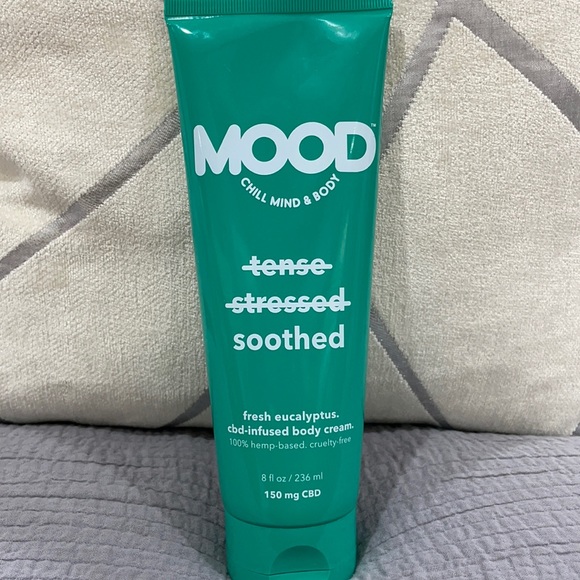 MOOD™
CHILL MIND & BODY
tense
stressed
soothed
fresh eucalyptus.
cbd-infused body cream.
100% hemp-based. cruelty-free
8 fl oz / 236 ml
150 mg CBD